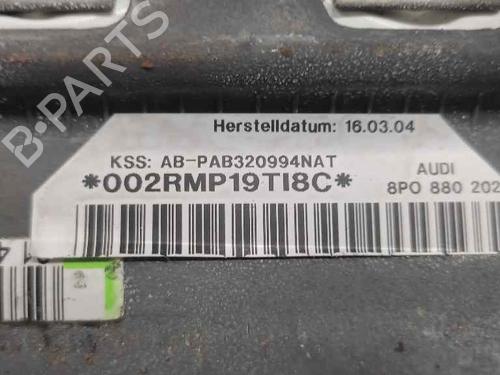 Herstelldatum: 16.03.04
KSS: AB-PAB320994NAT
*002RMP19TI8C*
AUDI
8P0 880 202
B-PARTS